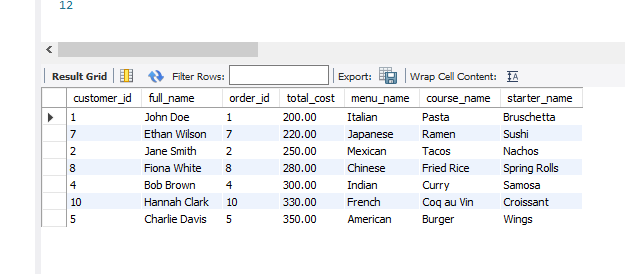 12
Result Grid Filter Rows: Export: Wrap Cell Content:
customer_id full_name order_id total_cost menu_name course_name starter_name
1 John Doe 1 200.00 Italian Pasta Bruschetta
7 Ethan Wilson 7 220.00 Japanese Ramen Sushi
2 Jane Smith 2 250.00 Mexican Tacos Nachos
8 Fiona White 8 280.00 Chinese Fried Rice Spring Rolls
4 Bob Brown 4 300.00 Indian Curry Samosa
10 Hannah Clark 10 330.00 French Coq au Vin Croissant
5 Charlie Davis 5 350.00 American Burger Wings